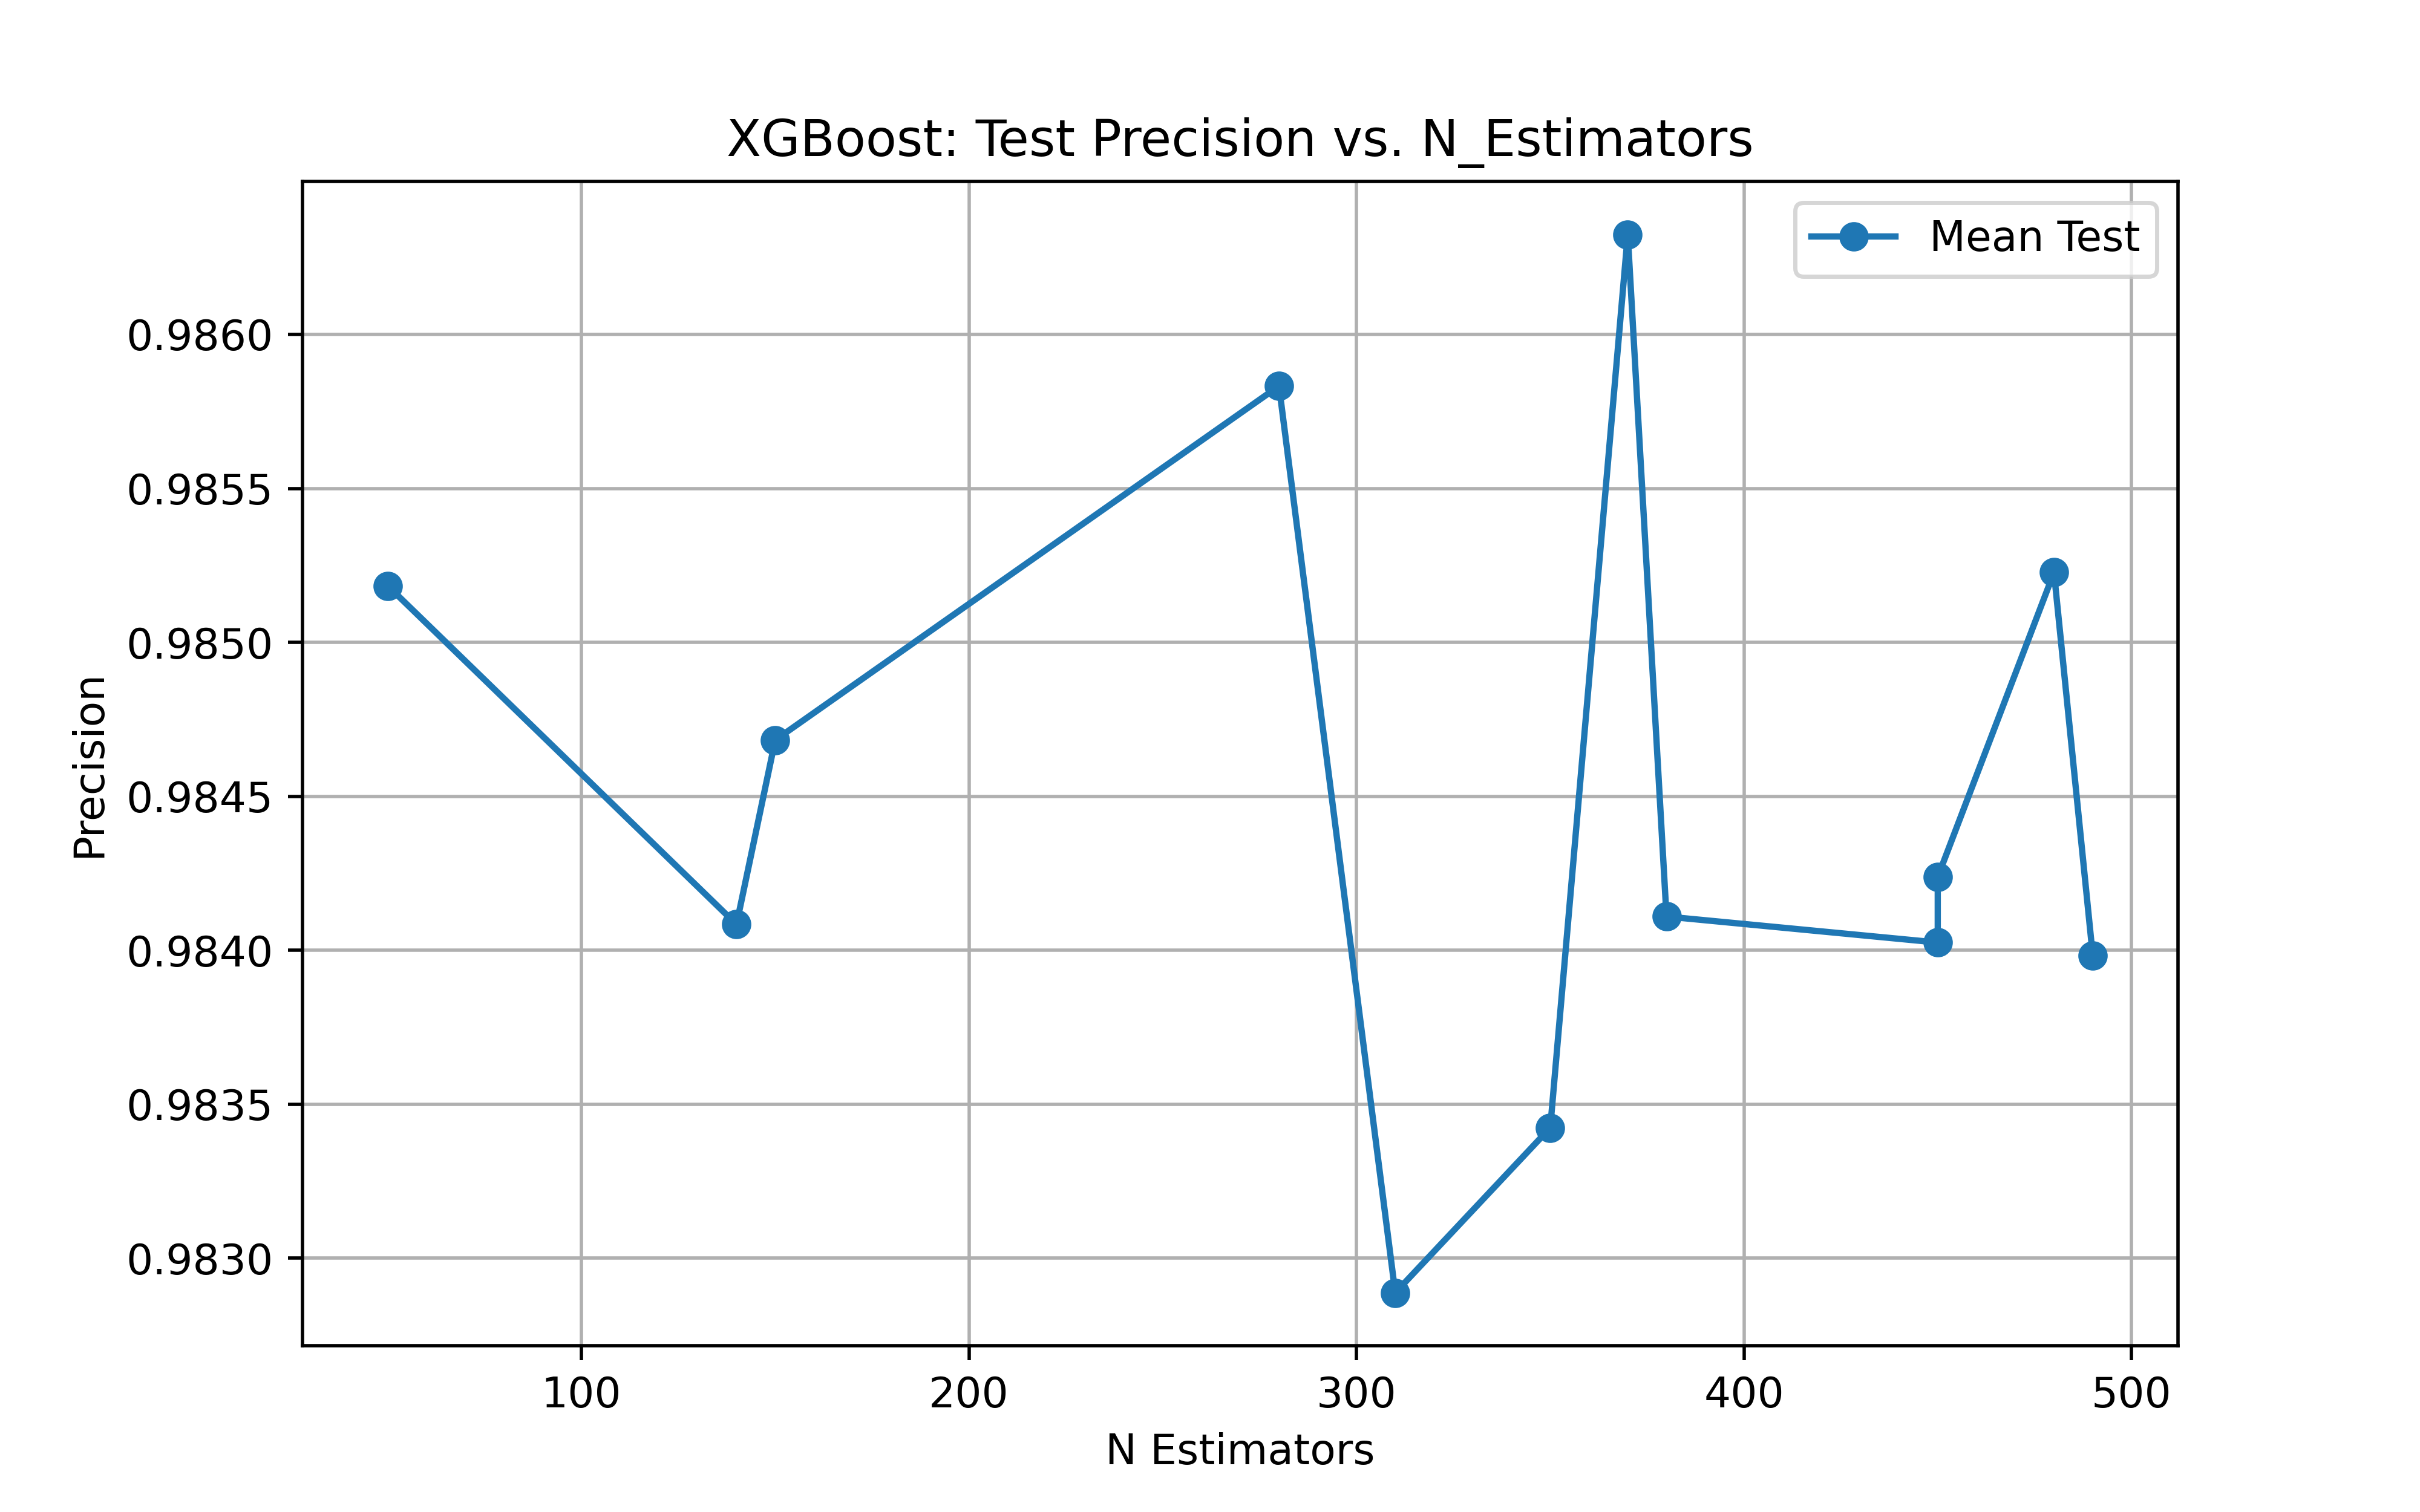 XGBoost: Test Precision vs. N_Estimators
Mean Test
Precision
0.9860
0.9855
0.9850
0.9845
0.9840
0.9835
0.9830
100 200 300 400 500
N Estimators